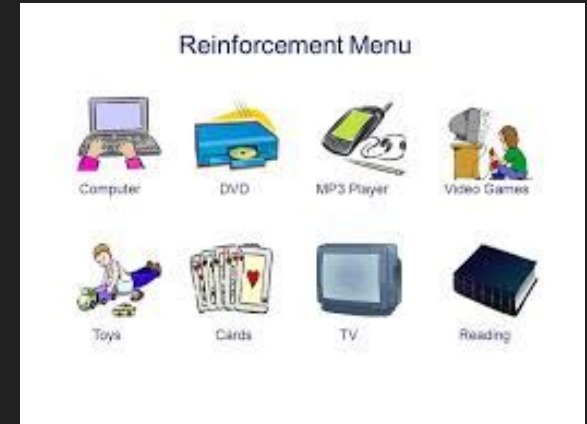 Reinforcement Menu
Computer DVD MP3 Player Video Games
Toys Cards TV Reading